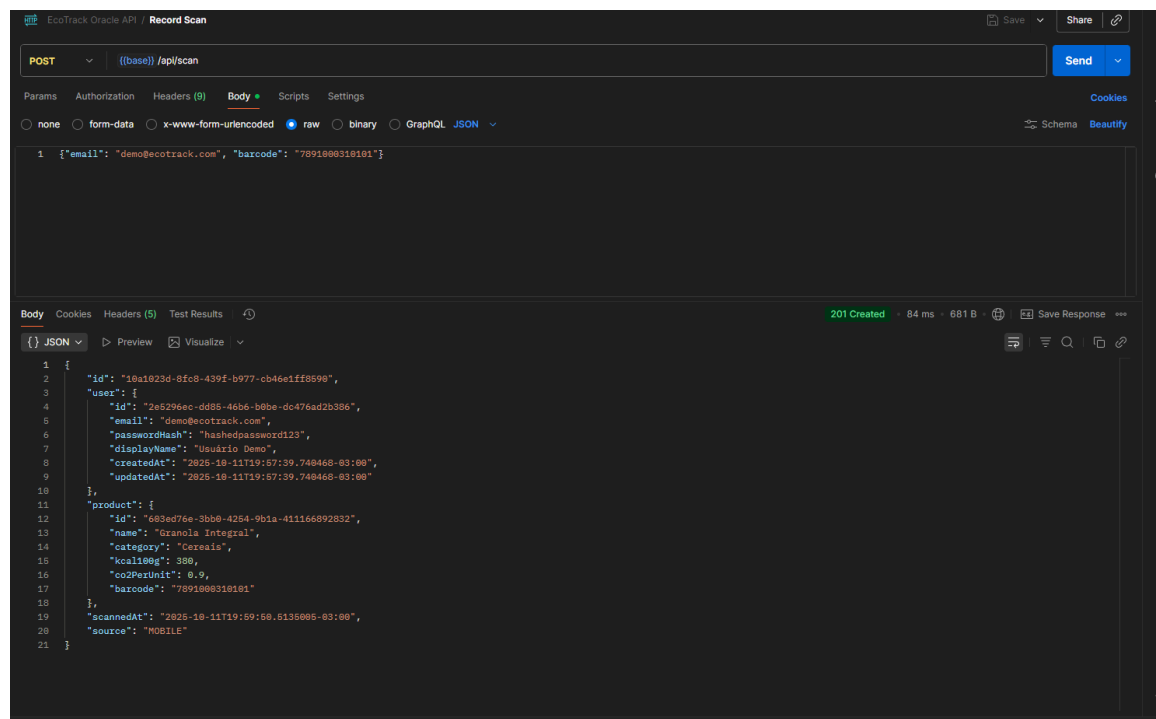 HTTP EcoTrack Oracle API / Record Scan Save Share
POST {{base}} /api/scan Send
Params Authorization Headers (9) Body Scripts Settings Cookies
none form-data x-www-form-urlencoded raw binary GraphQL JSON Schema Beautify
1 {"email": "demo@ecotrack.com", "barcode": "7891000310101"}
Body Cookies Headers (5) Test Results 201 Created 84 ms 681 B Save Response
{} JSON Preview Visualize
1 {
2 "id": "10a1023d-8fc8-439f-b977-cb46e1ff8590",
3 "user": {
4 "id": "2e5296ec-dd85-46b6-b0be-dc476ad2b386",
5 "email": "demo@ecotrack.com",
6 "passwordHash": "hashedpassword123",
7 "displayName": "Usuário Demo",
8 "createdAt": "2025-10-11T19:57:39.740468-03:00",
9 "updatedAt": "2025-10-11T19:57:39.740468-03:00"
10 },
11 "product": {
12 "id": "603ed76e-3bb0-4254-9b1a-411166892832",
13 "name": "Granola Integral",
14 "category": "Cereais",
15 "kcal100g": 380,
16 "co2PerUnit": 0.9,
17 "barcode": "7891000310101"
18 },
19 "scannedAt": "2025-10-11T19:59:50.5135005-03:00",
20 "source": "MOBILE"
21 }